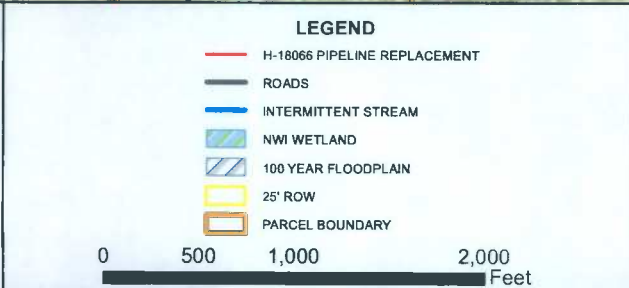 LEGEND
H-18066 PIPELINE REPLACEMENT
ROADS
INTERMITTENT STREAM
NWI WETLAND
100 YEAR FLOODPLAIN
25' ROW
PARCEL BOUNDARY
0 500 1,000 2,000
Feet